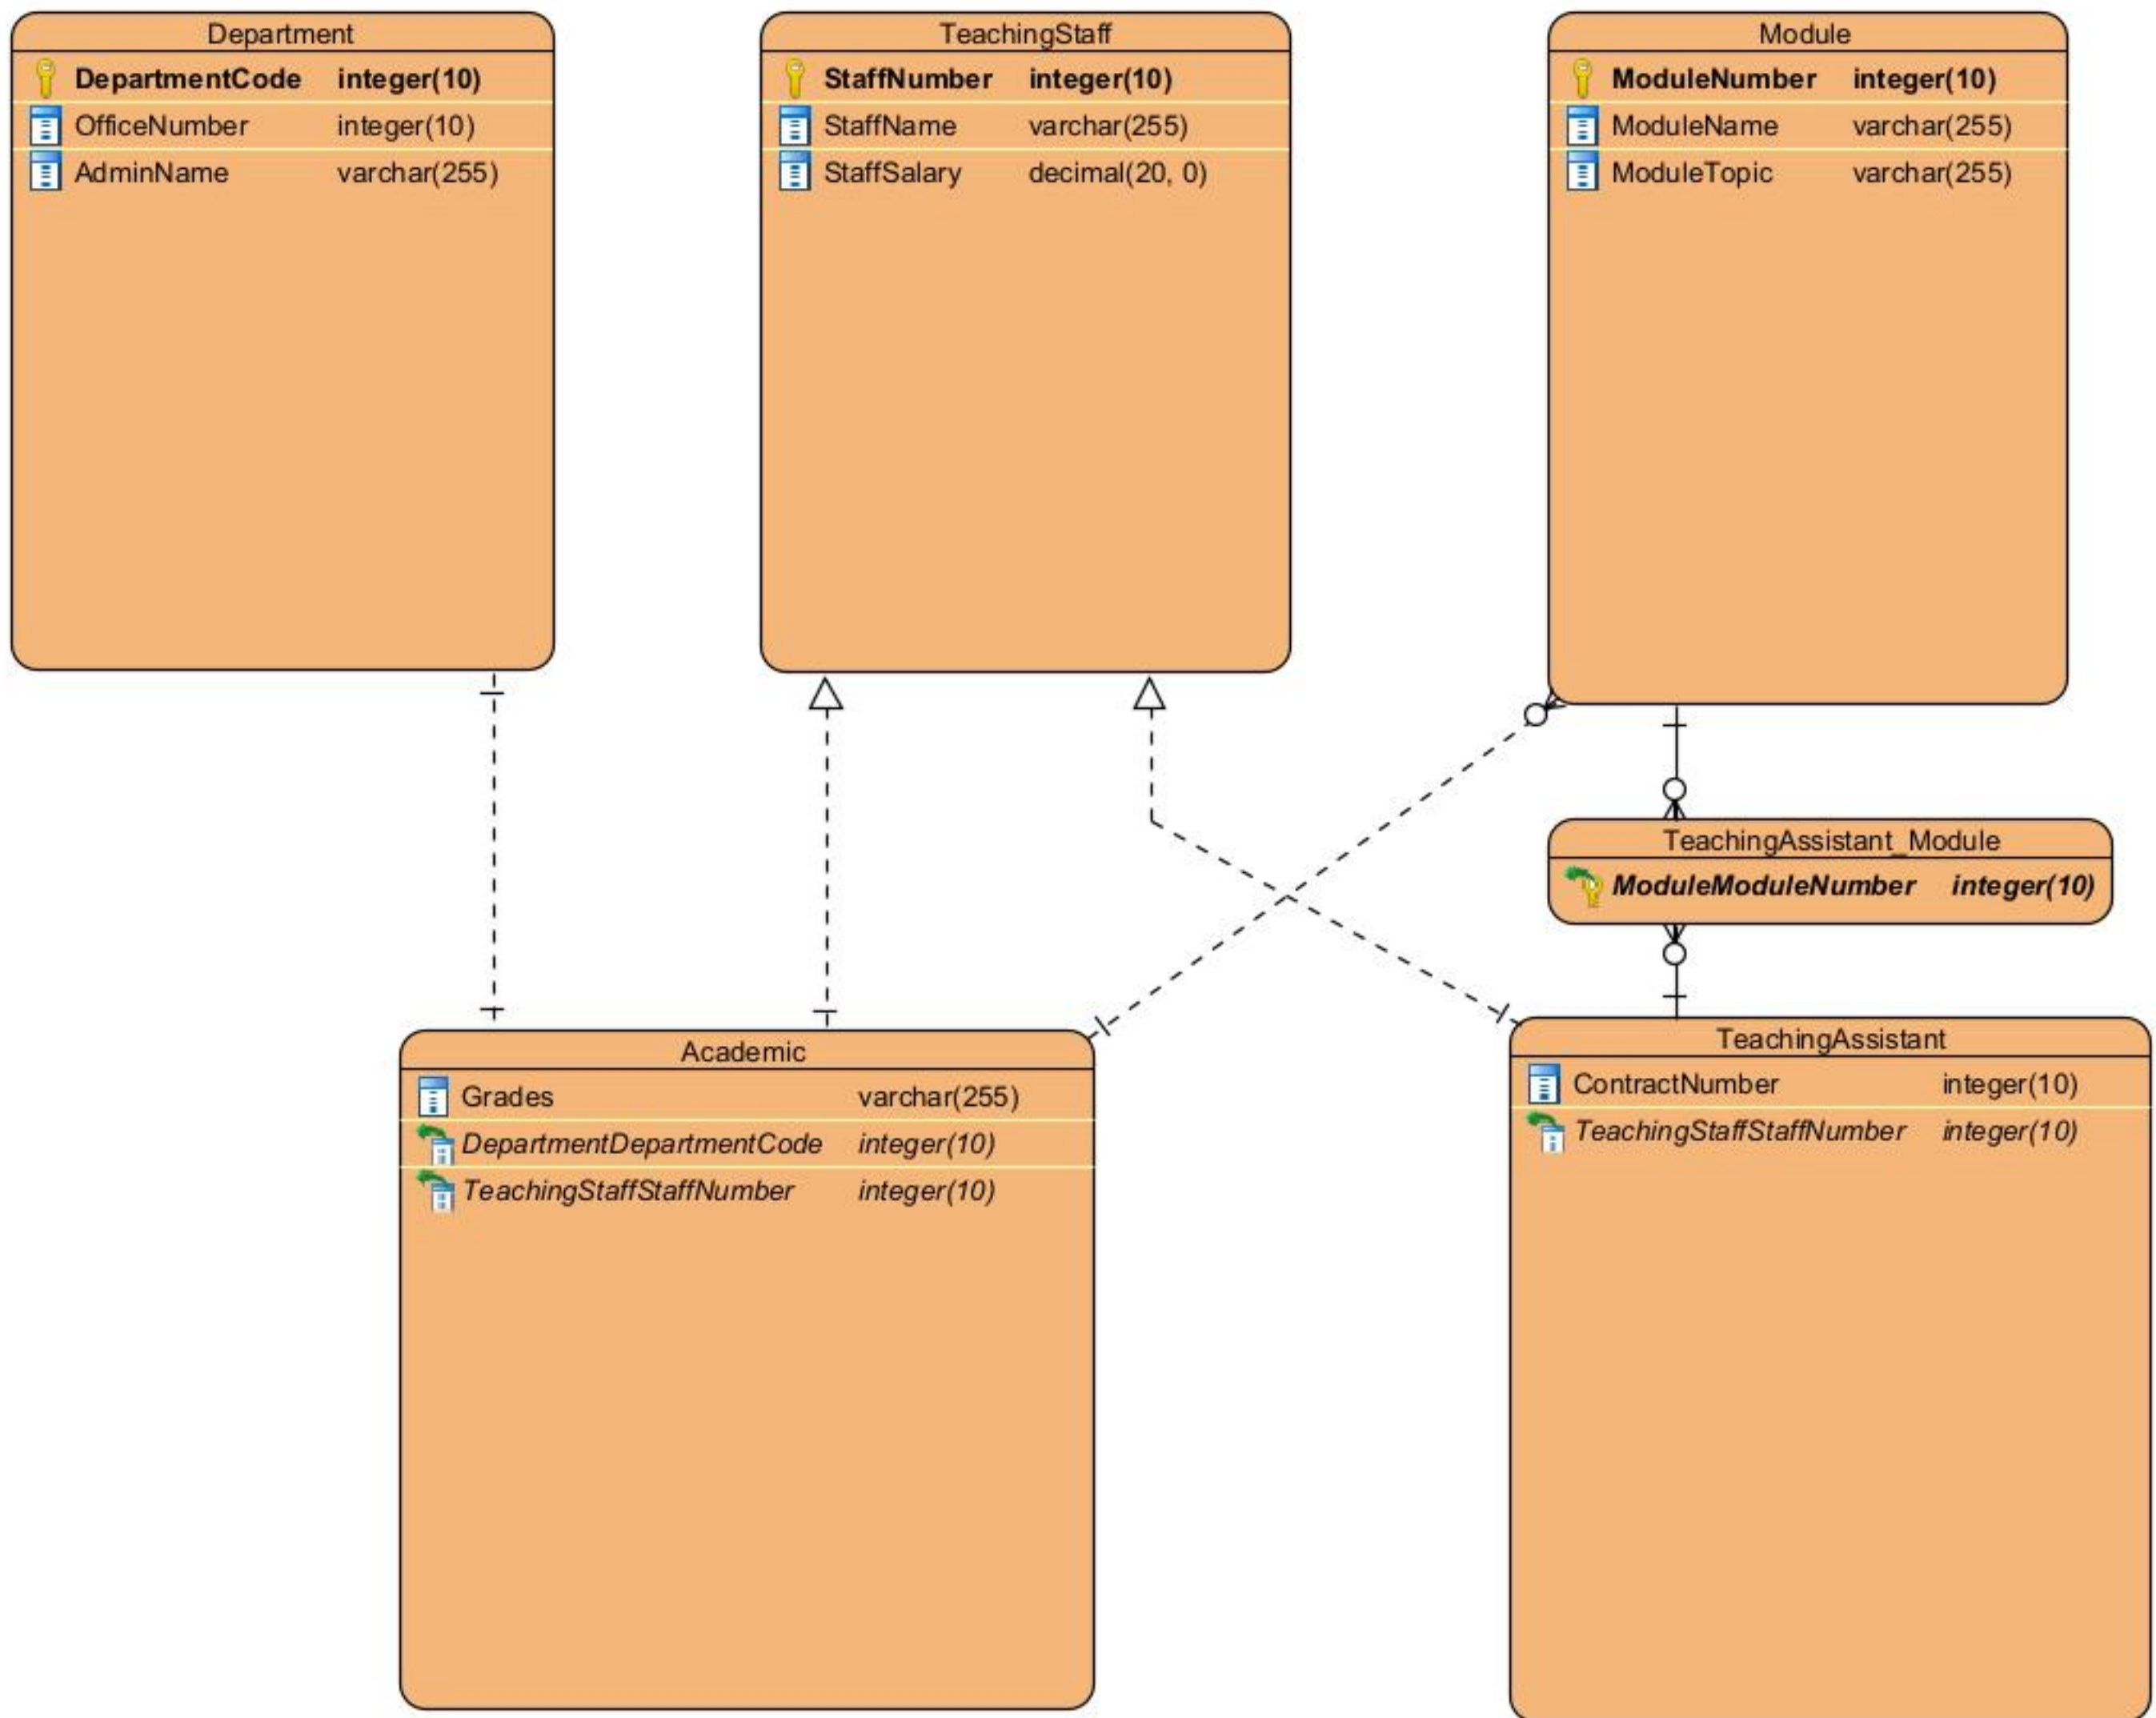 Department
DepartmentCode integer(10)
OfficeNumber integer(10)
AdminName varchar(255)
TeachingStaff
StaffNumber integer(10)
StaffName varchar(255)
StaffSalary decimal(20, 0)
Module
ModuleNumber integer(10)
ModuleName varchar(255)
ModuleTopic varchar(255)
TeachingAssistant_Module
ModuleModuleNumber integer(10)
Academic
Grades varchar(255)
DepartmentDepartmentCode integer(10)
TeachingStaffStaffNumber integer(10)
TeachingAssistant
ContractNumber integer(10)
TeachingStaffStaffNumber integer(10)